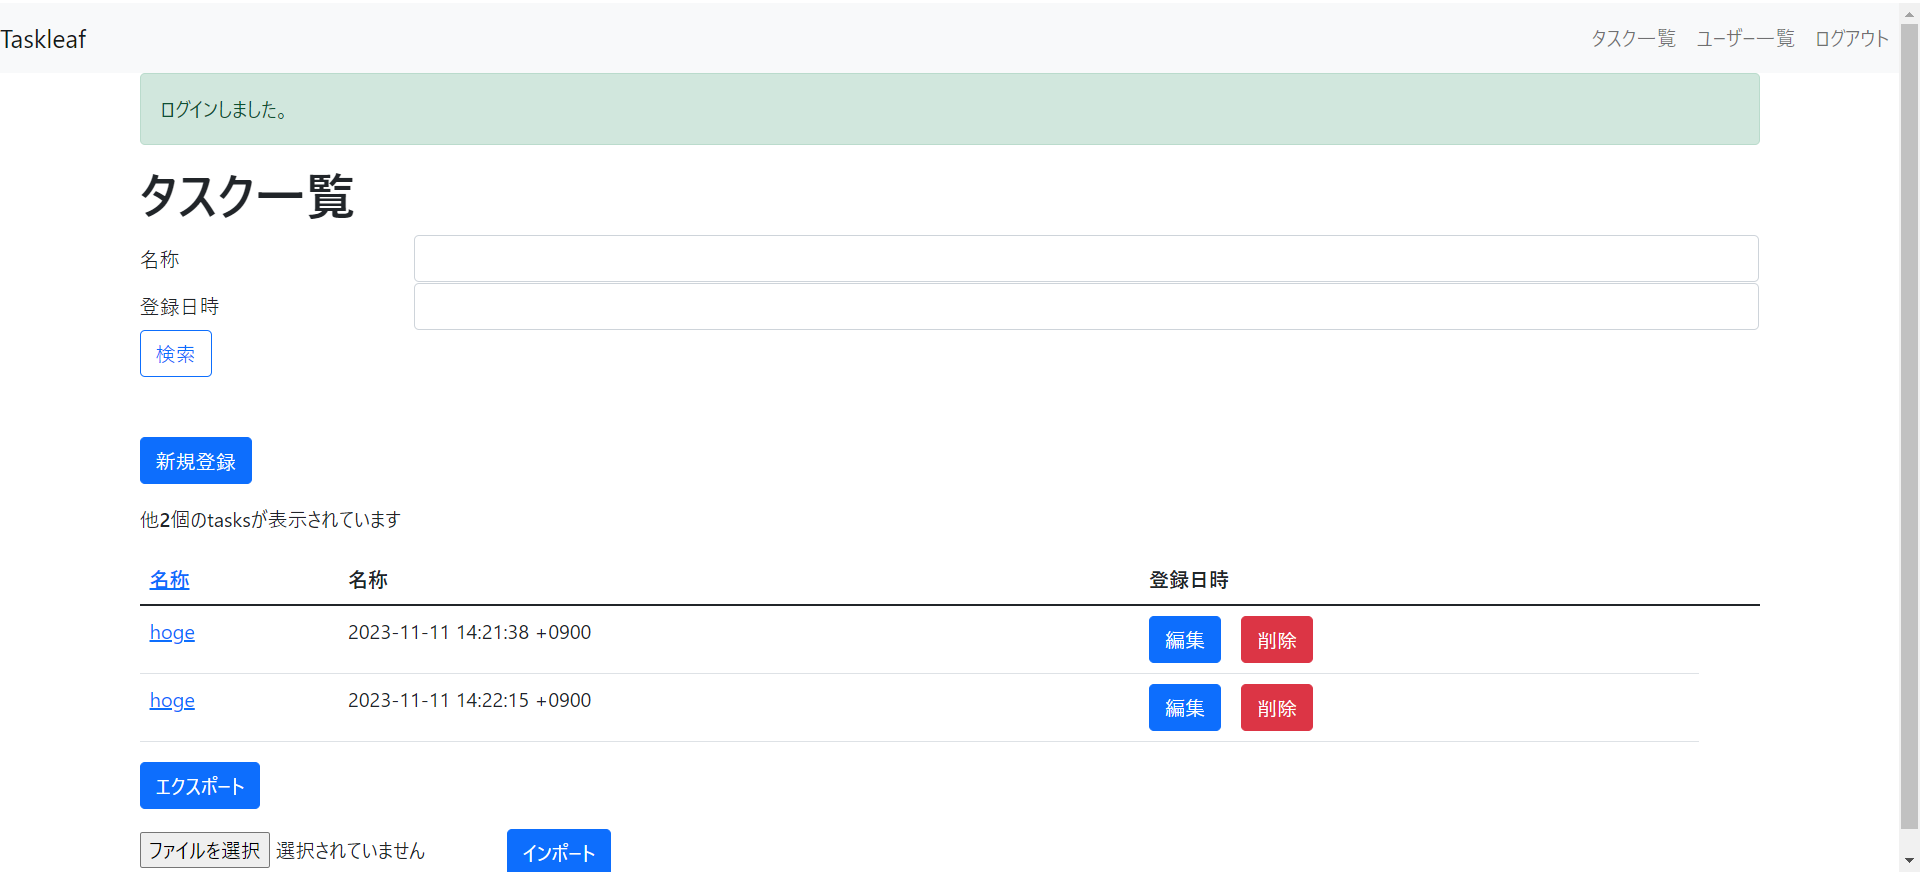 Taskleaf タスク一覧 ユーザー一覧 ログアウト
ログインしました。
タスク一覧
名称
登録日時
検索
新規登録
他2個のtasksが表示されています
名称 名称 登録日時
hoge 2023-11-11 14:21:38 +0900 編集 削除
hoge 2023-11-11 14:22:15 +0900 編集 削除
エクスポート
ファイルを選択 選択されていません インポート